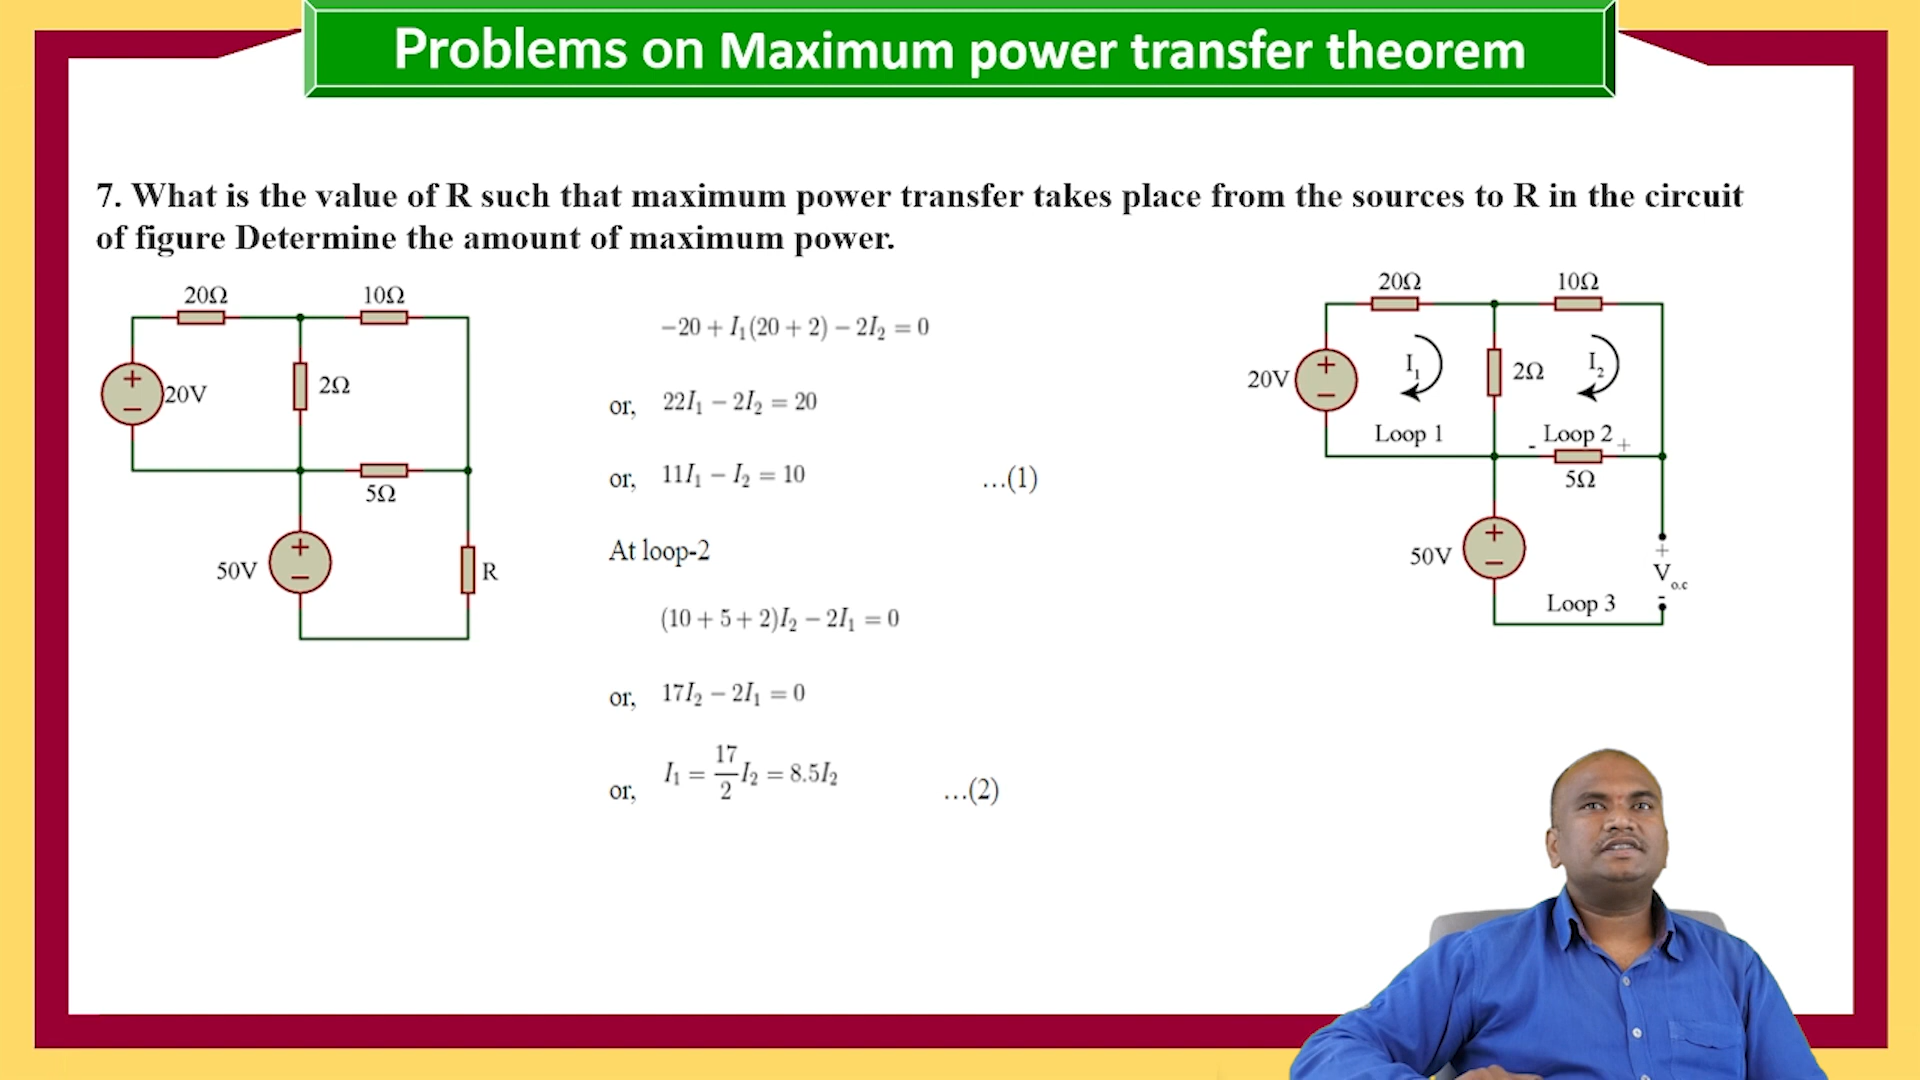 Problems on Maximum power transfer theorem
7. What is the value of R such that maximum power transfer takes place from the sources to R in the circuit
of figure Determine the amount of maximum power.
20Ω
10Ω
20V
2Ω
5Ω
50V
R
−20 + I₁(20 + 2) − 2I₂ = 0
or, 22I₁ − 2I₂ = 20
or, 11I₁ − I₂ = 10 ...(1)
At loop-2
(10 + 5 + 2)I₂ − 2I₁ = 0
or, 17I₂ − 2I₁ = 0
or, I₁ = 17/2 I₂ = 8.5I₂ ...(2)
20Ω
10Ω
20V
+
−
I₁
2Ω
I₂
Loop 1
- Loop 2 +
5Ω
50V
+
−
+
V o.c
-
Loop 3